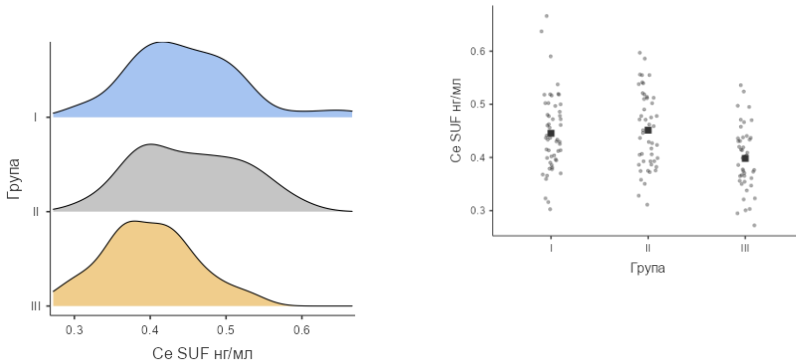 Група
I
II
III
0.3 0.4 0.5 0.6
Ce SUF нг/мл
Ce SUF нг/мл
0.6
0.5
0.4
0.3
I II III
Група